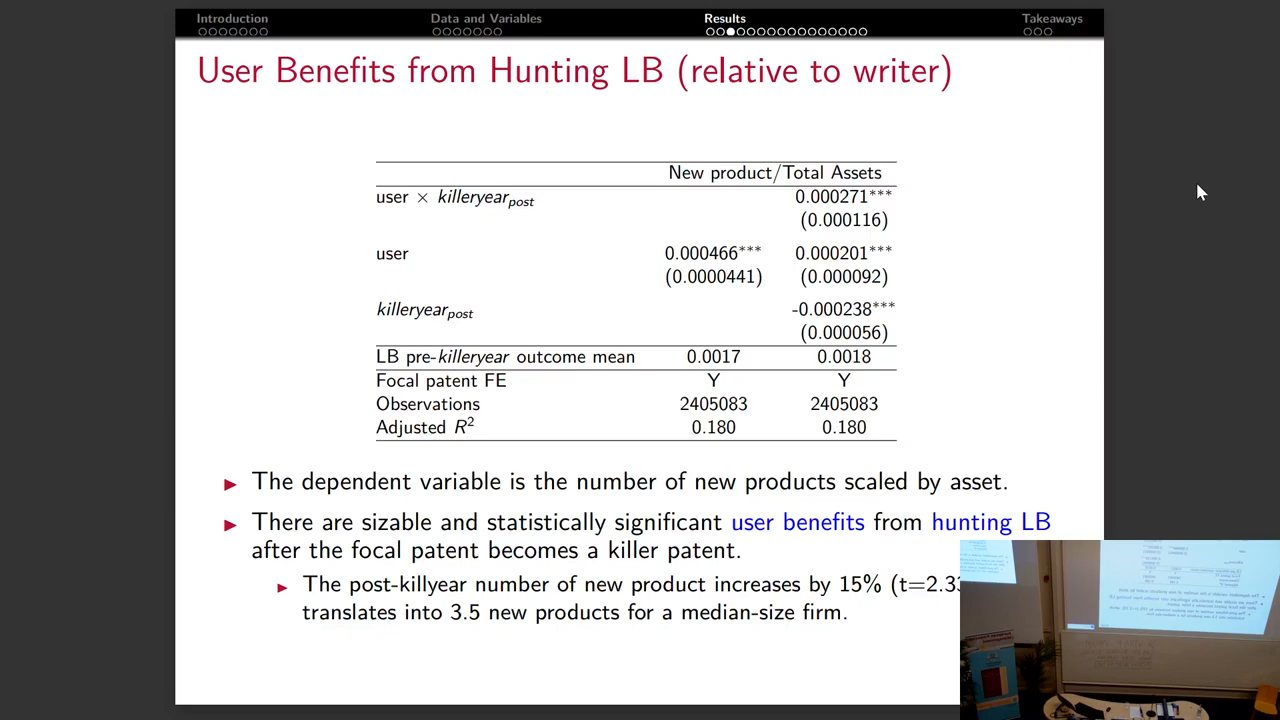 Introduction Data and Variables Results Takeaways
User Benefits from Hunting LB (relative to writer)
New product/Total Assets
user × killeryear_post 0.000271***
(0.000116)
user 0.000466*** 0.000201***
(0.0000441) (0.000092)
killeryear_post -0.000238***
(0.000056)
LB pre-killeryear outcome mean 0.0017 0.0018
Focal patent FE Y Y
Observations 2405083 2405083
Adjusted R² 0.180 0.180
The dependent variable is the number of new products scaled by asset.
There are sizable and statistically significant user benefits from hunting LB
after the focal patent becomes a killer patent.
The post-killyear number of new product increases by 15% (t=2.33
translates into 3.5 new products for a median-size firm.